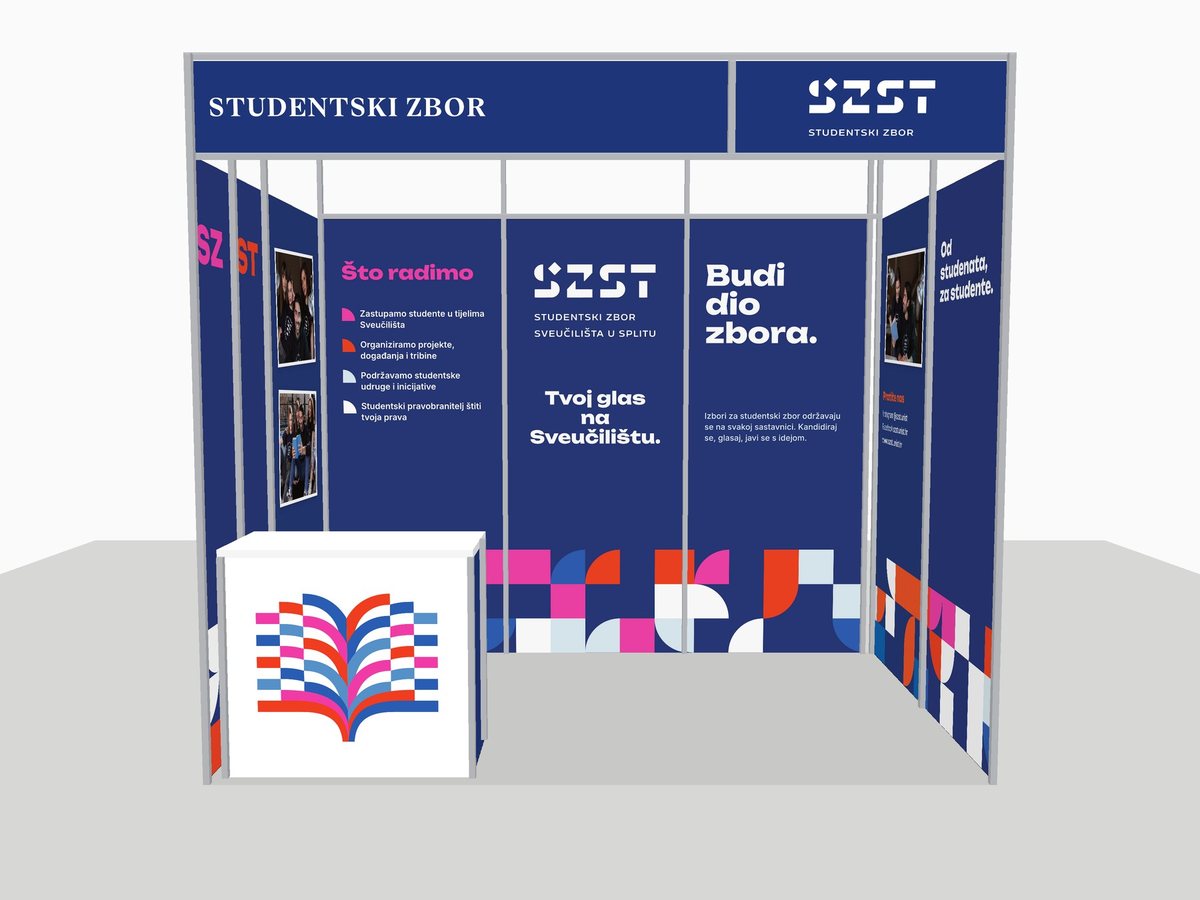 STUDENTSKI ZBOR
SZST
STUDENTSKI ZBOR
SZ
ST
Što radimo
Zastupamo studente u tijelima
Sveučilišta
Organiziramo projekte,
događanja i tribine
Podržavamo studentske
udruge i inicijative
Studentski pravobranitelj štiti
tvoja prava
SZST
STUDENTSKI ZBOR
SVEUČILIŠTA U SPLITU
Tvoj glas
na
Sveučilištu.
Budi
dio
zbora.
Izbori za studentski zbor održavaju
se na svakoj sastavnici. Kandidiraj
se, glasaj, javi se s idejom.
Pratite nas
Od
studenata,
za studente.